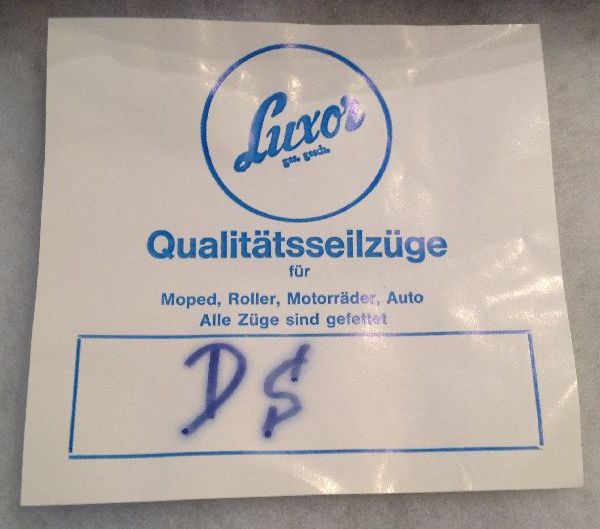 Luxor
ges. gesch.
Qualitätsseilzüge
für
Moped, Roller, Motorräder, Auto
Alle Züge sind gefettet
DS